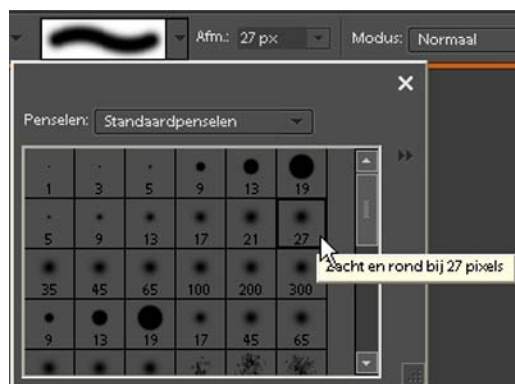 Afm.: 27 px Modus: Normaal
Penselen: Standaardpenselen
1 3 5 9 13 19
5 9 13 17 21 27
Zacht en rond bij 27 pixels
35 45 65 100 200 300
9 13 19 17 45 65